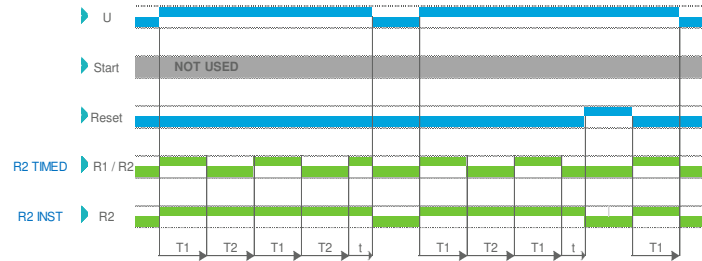 U
Start NOT USED
Reset
R2 TIMED R1 / R2
R2 INST R2
T1 T2 T1 T2 t T1 T2 T1 t T1